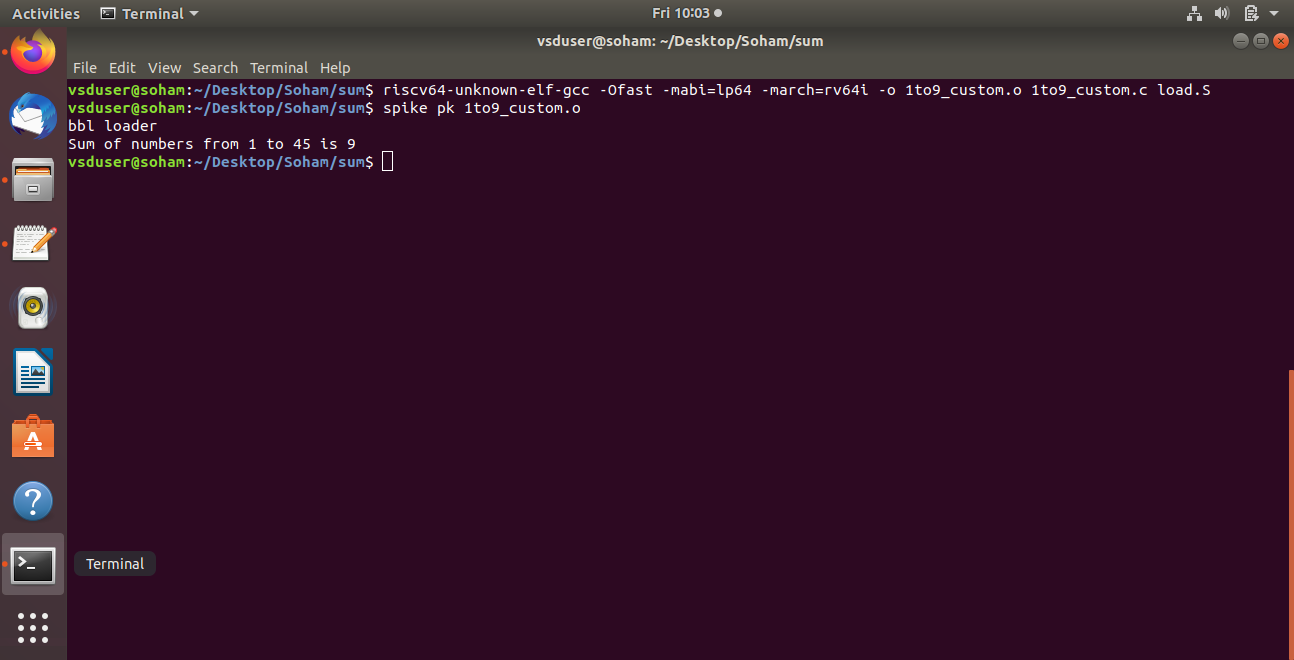 Activities Terminal Fri 10:03
vsduser@soham: ~/Desktop/Soham/sum
File Edit View Search Terminal Help
vsduser@soham:~/Desktop/Soham/sum$ riscv64-unknown-elf-gcc -Ofast -mabi=lp64 -march=rv64i -o 1to9_custom.o 1to9_custom.c load.S
vsduser@soham:~/Desktop/Soham/sum$ spike pk 1to9_custom.o
bbl loader
Sum of numbers from 1 to 45 is 9
vsduser@soham:~/Desktop/Soham/sum$
Terminal